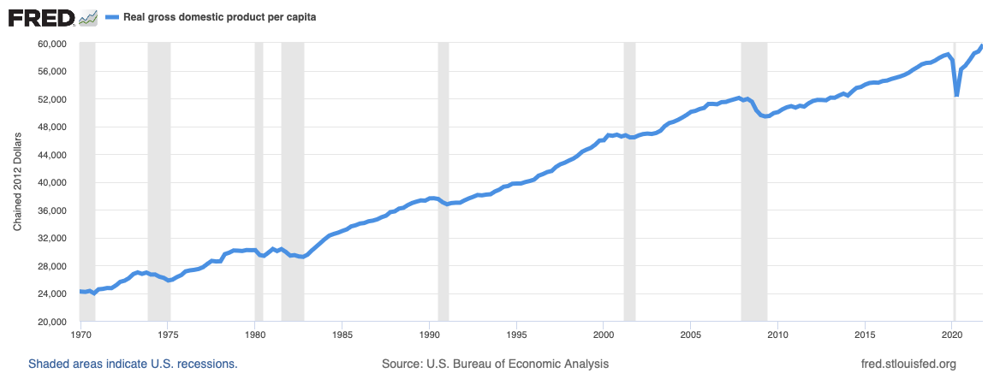 FRED
Real gross domestic product per capita
Chained 2012 Dollars
60,000
56,000
52,000
48,000
44,000
40,000
36,000
32,000
28,000
24,000
20,000
1970 1975 1980 1985 1990 1995 2000 2005 2010 2015 2020
Shaded areas indicate U.S. recessions. Source: U.S. Bureau of Economic Analysis fred.stlouisfed.org